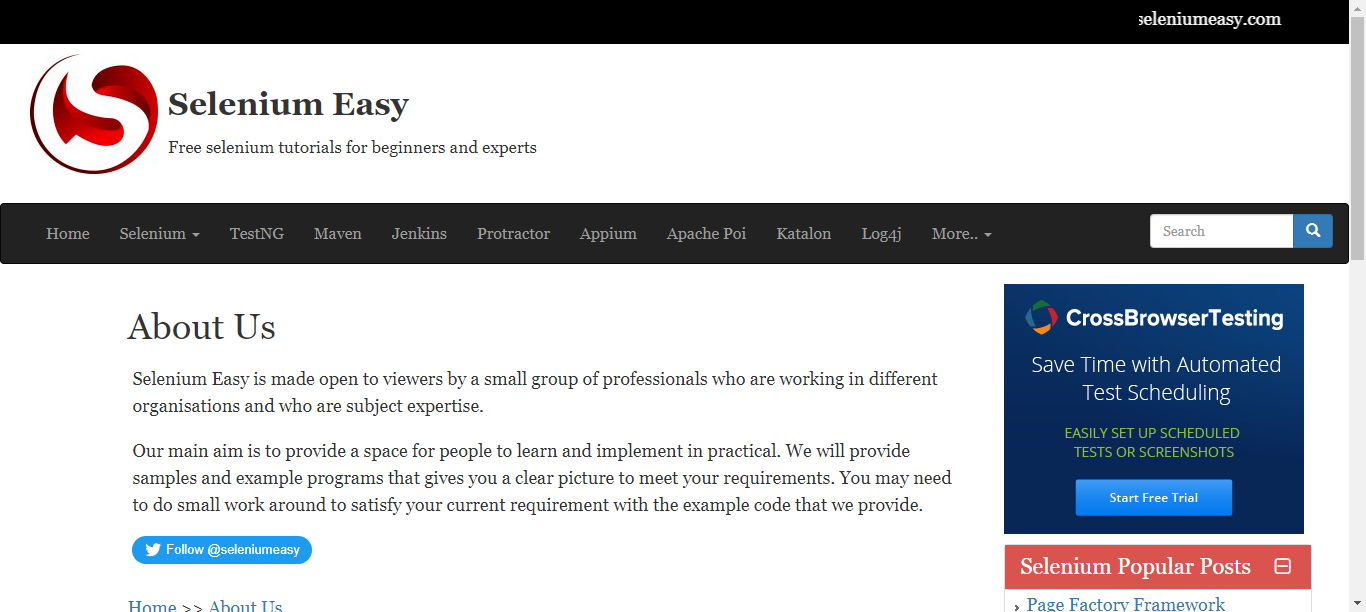 seleniumeasy.com
Selenium Easy
Free selenium tutorials for beginners and experts
Home Selenium TestNG Maven Jenkins Protractor Appium Apache Poi Katalon Log4j More.. Search
About Us
Selenium Easy is made open to viewers by a small group of professionals who are working in different
organisations and who are subject expertise.
Our main aim is to provide a space for people to learn and implement in practical. We will provide
samples and example programs that gives you a clear picture to meet your requirements. You may need
to do small work around to satisfy your current requirement with the example code that we provide.
Follow @seleniumeasy
Home >> About Us
CrossBrowserTesting
Save Time with Automated
Test Scheduling
EASILY SET UP SCHEDULED
TESTS OR SCREENSHOTS
Start Free Trial
Selenium Popular Posts
Page Factory Framework